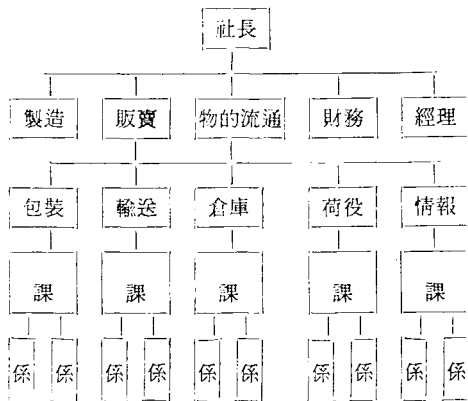 社長
製造 販賣 物的流通 財務 經理
包裝 輸送 倉庫 荷役 情報
課 課 課 課 課
係 係 係 係 係 係 係 係 係 係